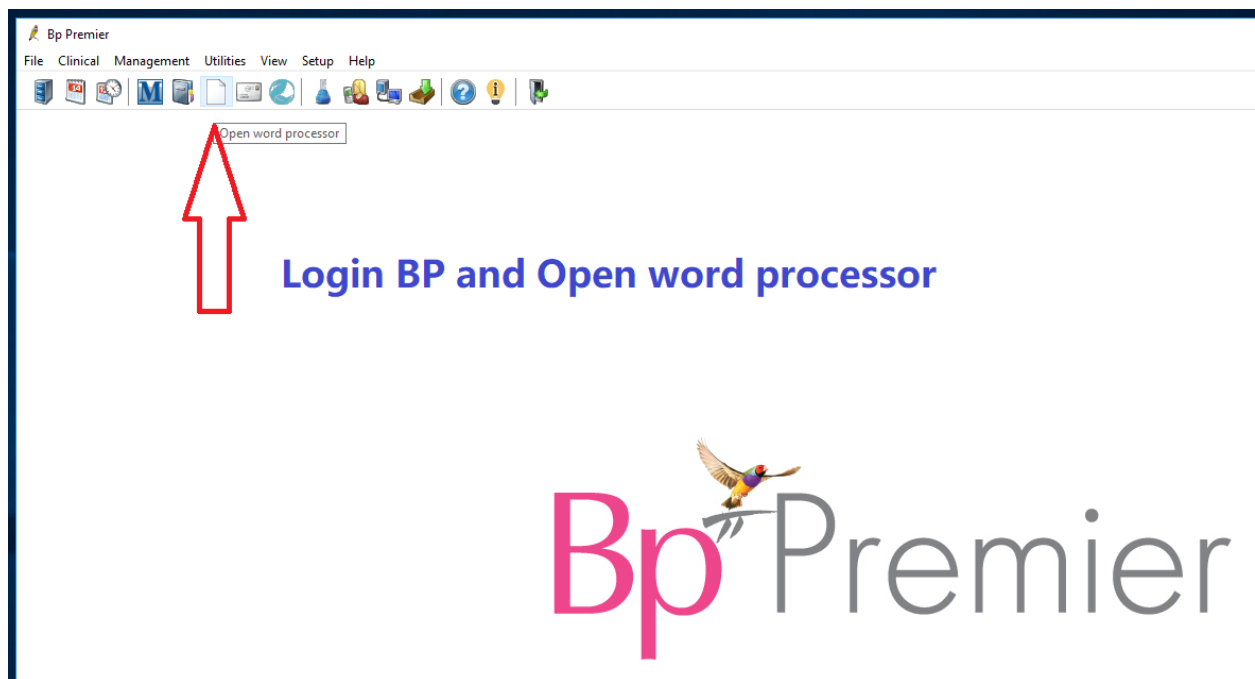 Bp Premier
File Clinical Management Utilities View Setup Help
Open word processor
Login BP and Open word processor
Bp Premier